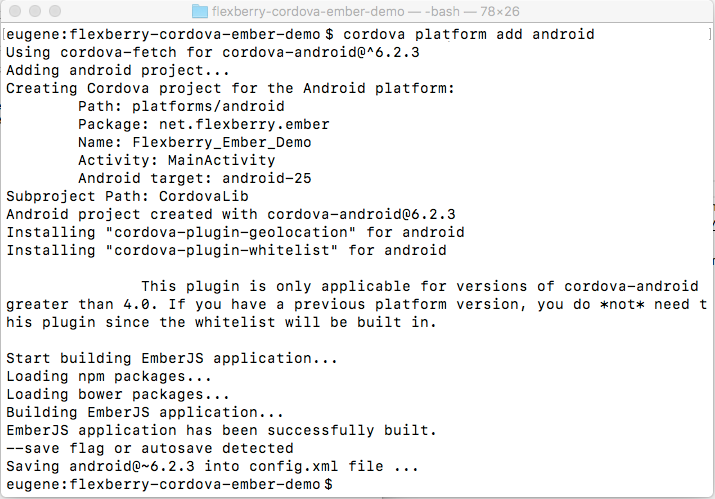 flexberry-cordova-ember-demo — -bash — 78×26
[eugene:flexberry-cordova-ember-demo$ cordova platform add android ]
Using cordova-fetch for cordova-android@^6.2.3
Adding android project...
Creating Cordova project for the Android platform:
        Path: platforms/android
        Package: net.flexberry.ember
        Name: Flexberry_Ember_Demo
        Activity: MainActivity
        Android target: android-25
Subproject Path: CordovaLib
Android project created with cordova-android@6.2.3
Installing "cordova-plugin-geolocation" for android
Installing "cordova-plugin-whitelist" for android
               This plugin is only applicable for versions of cordova-android
greater than 4.0. If you have a previous platform version, you do *not* need t
his plugin since the whitelist will be built in.
Start building EmberJS application...
Loading npm packages...
Loading bower packages...
Building EmberJS application...
EmberJS application has been successfully built.
--save flag or autosave detected
Saving android@~6.2.3 into config.xml file ...
eugene:flexberry-cordova-ember-demo$